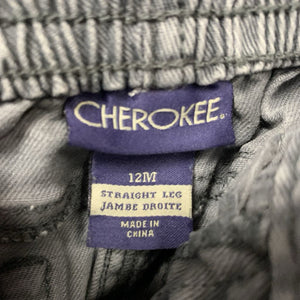 CHEROKEE®
12M
STRAIGHT LEG
JAMBE DROITE
MADE IN
CHINA